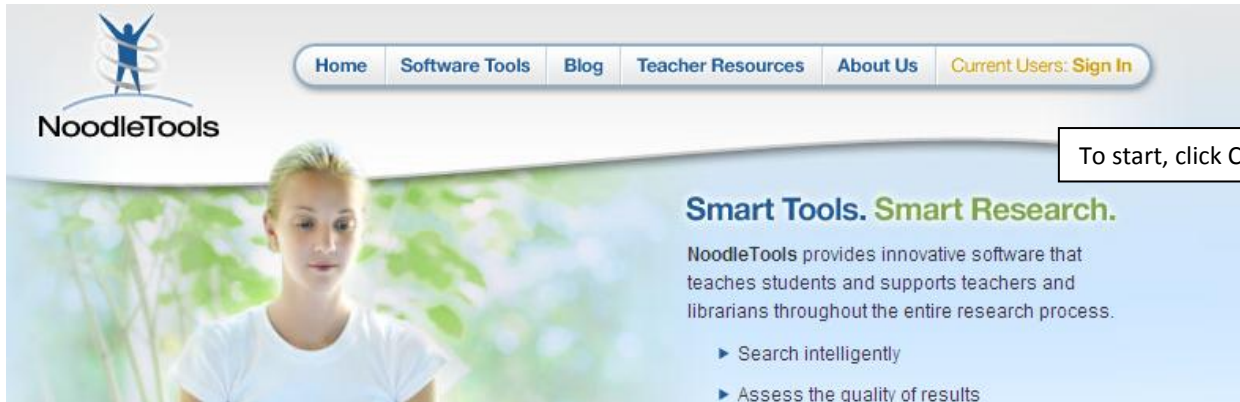 Home Software Tools Blog Teacher Resources About Us Current Users: Sign In
NoodleTools
To start, click
Smart Tools. Smart Research.
NoodleTools provides innovative software that
teaches students and supports teachers and
librarians throughout the entire research process.
Search intelligently
Assess the quality of results